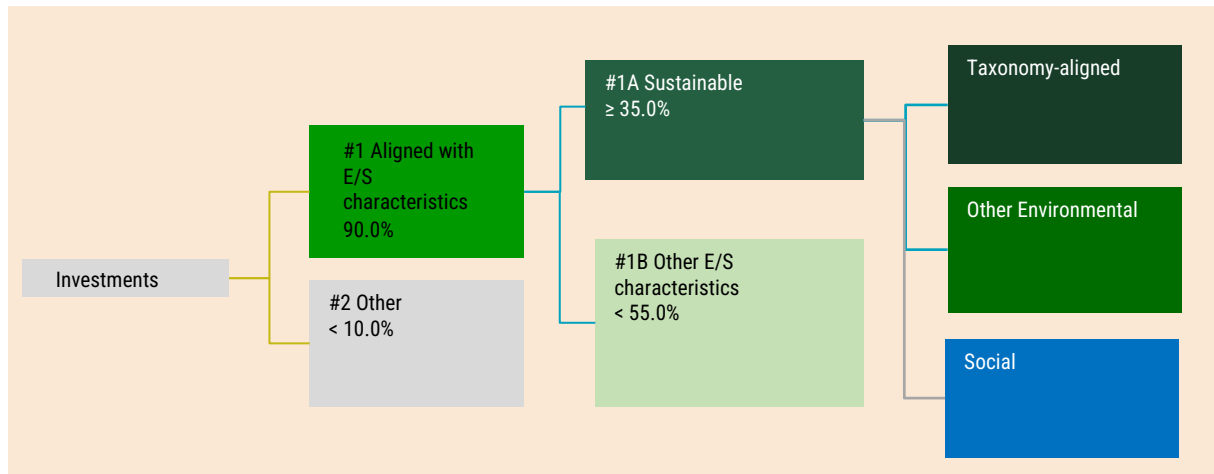 Investments
#1 Aligned with
E/S
characteristics
90.0%
#2 Other
< 10.0%
#1A Sustainable
≥ 35.0%
#1B Other E/S
characteristics
< 55.0%
Taxonomy-aligned
Other Environmental
Social